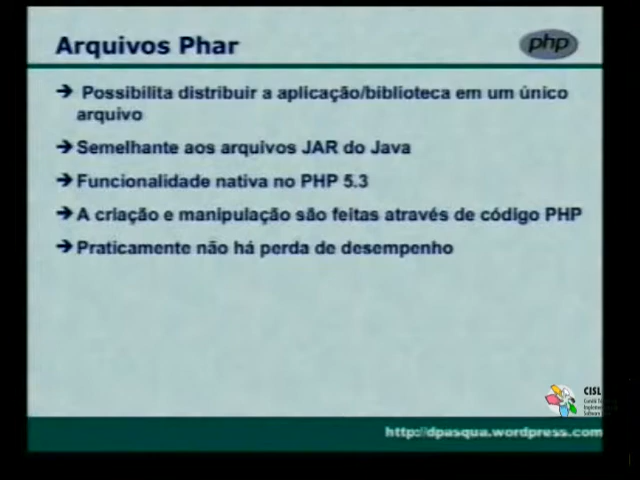 Arquivos Phar
php
Possibilita distribuir a aplicação/biblioteca em um único
arquivo
Semelhante aos arquivos JAR do Java
Funcionalidade nativa no PHP 5.3
A criação e manipulação são feitas através de código PHP
Praticamente não há perda de desempenho
CISL
http://dpasqua.wordpress.com